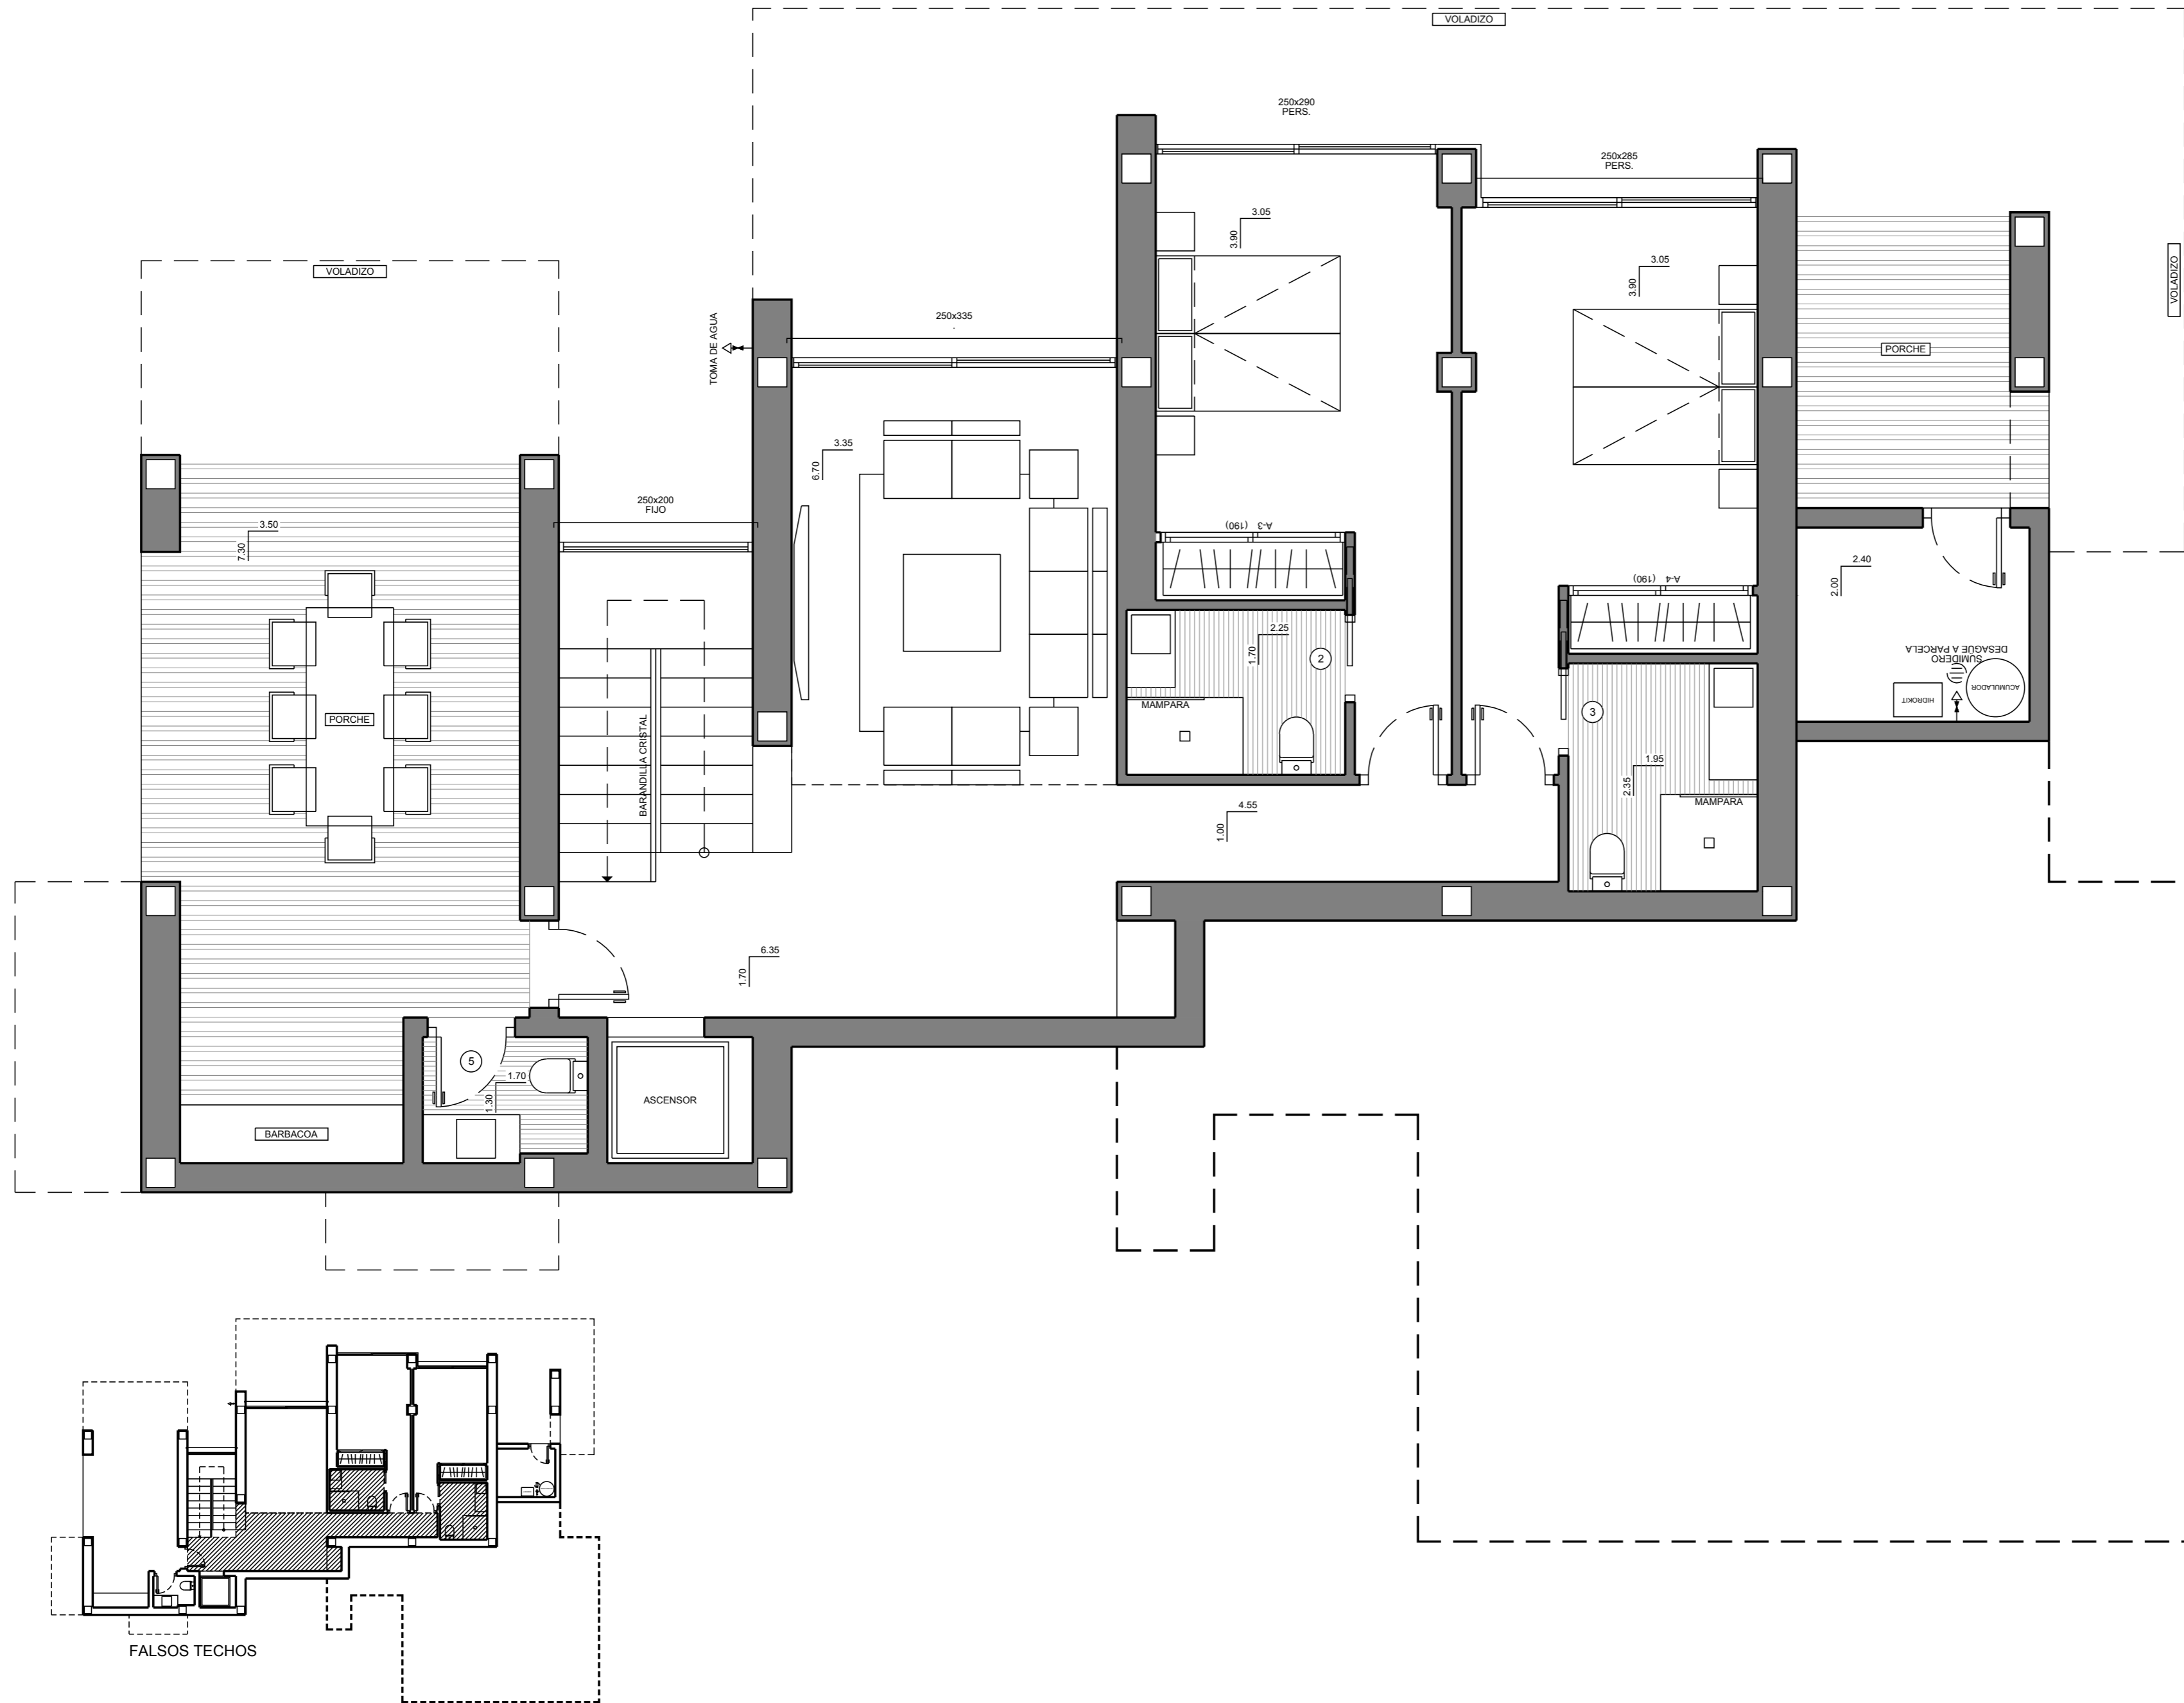 VOLADIZO
250x290
PERS.
250x285
PERS.
3.05
3.90
3.05
3.90
VOLADIZO
VOLADIZO
TOMA DE AGUA
250x335
.
PORCHE
3.35
6.70
250x200
FIJO
3.50
7.30
A-3 (190)
A-4 (190)
2.40
2.00
2.25
1.70
2
DESAGÜE A PARCELA
SUMIDERO
ACUMULADOR
HIDROKIT
MAMPARA
3
PORCHE
BARANDILLA CRISTAL
1.95
2.35
MAMPARA
4.55
1.00
6.35
1.70
5
1.70
1.30
ASCENSOR
BARBACOA
FALSOS TECHOS